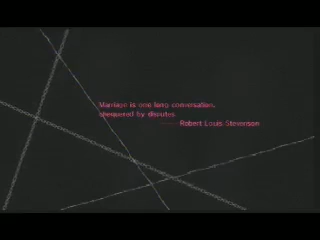 Marriage is one long conversation,
chequered by disputes.
—— Robert Louis Stevenson